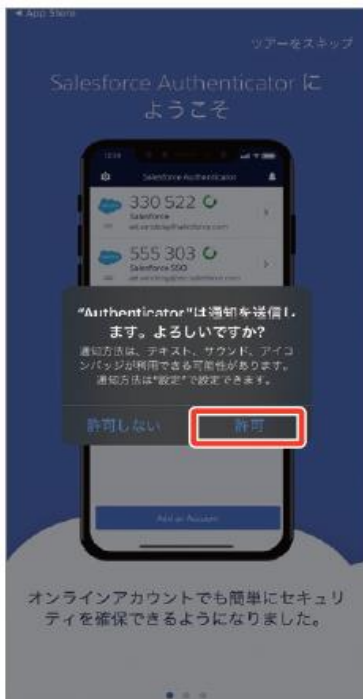 ◀ App Store
ツアーをスキップ
Salesforce Authenticator に
ようこそ
Salesforce Authenticator
330 522
Salesforce
555 303
Salesforce SSO
"Authenticator"は通知を送信し
ます。よろしいですか?
通知方法は、テキスト、サウンド、アイコ
ンバッジが利用できる可能性があります。
通知方法は"設定"で設定できます。
許可しない
許可
Add an Account
オンラインアカウントでも簡単にセキュリ
ティを確保できるようになりました。